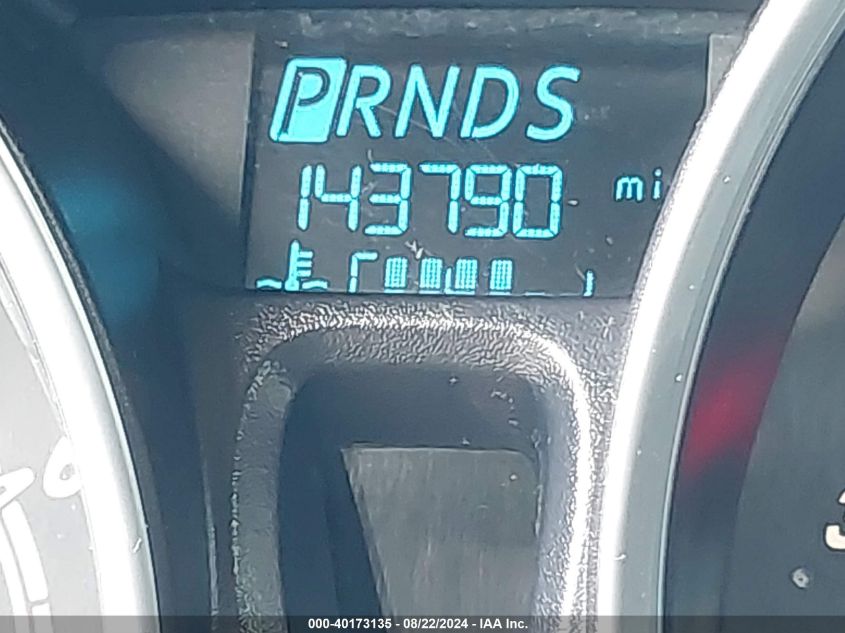 PRNDS
143790 mi
C
000-40173135 - 08/22/2024 - IAA Inc.